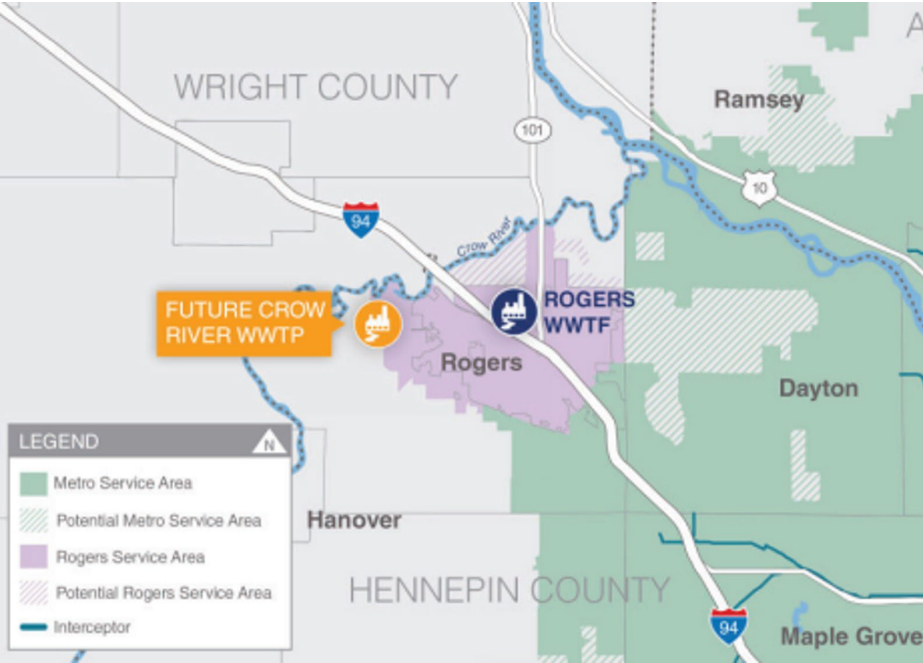 A
WRIGHT COUNTY
Ramsey
101
10
94
Crow River
FUTURE CROW
RIVER WWTP
ROGERS
WWTF
Rogers
Dayton
LEGEND
N
Metro Service Area
Potential Metro Service Area
Rogers Service Area
Potential Rogers Service Area
Interceptor
Hanover
HENNEPIN COUNTY
94
Maple Grove